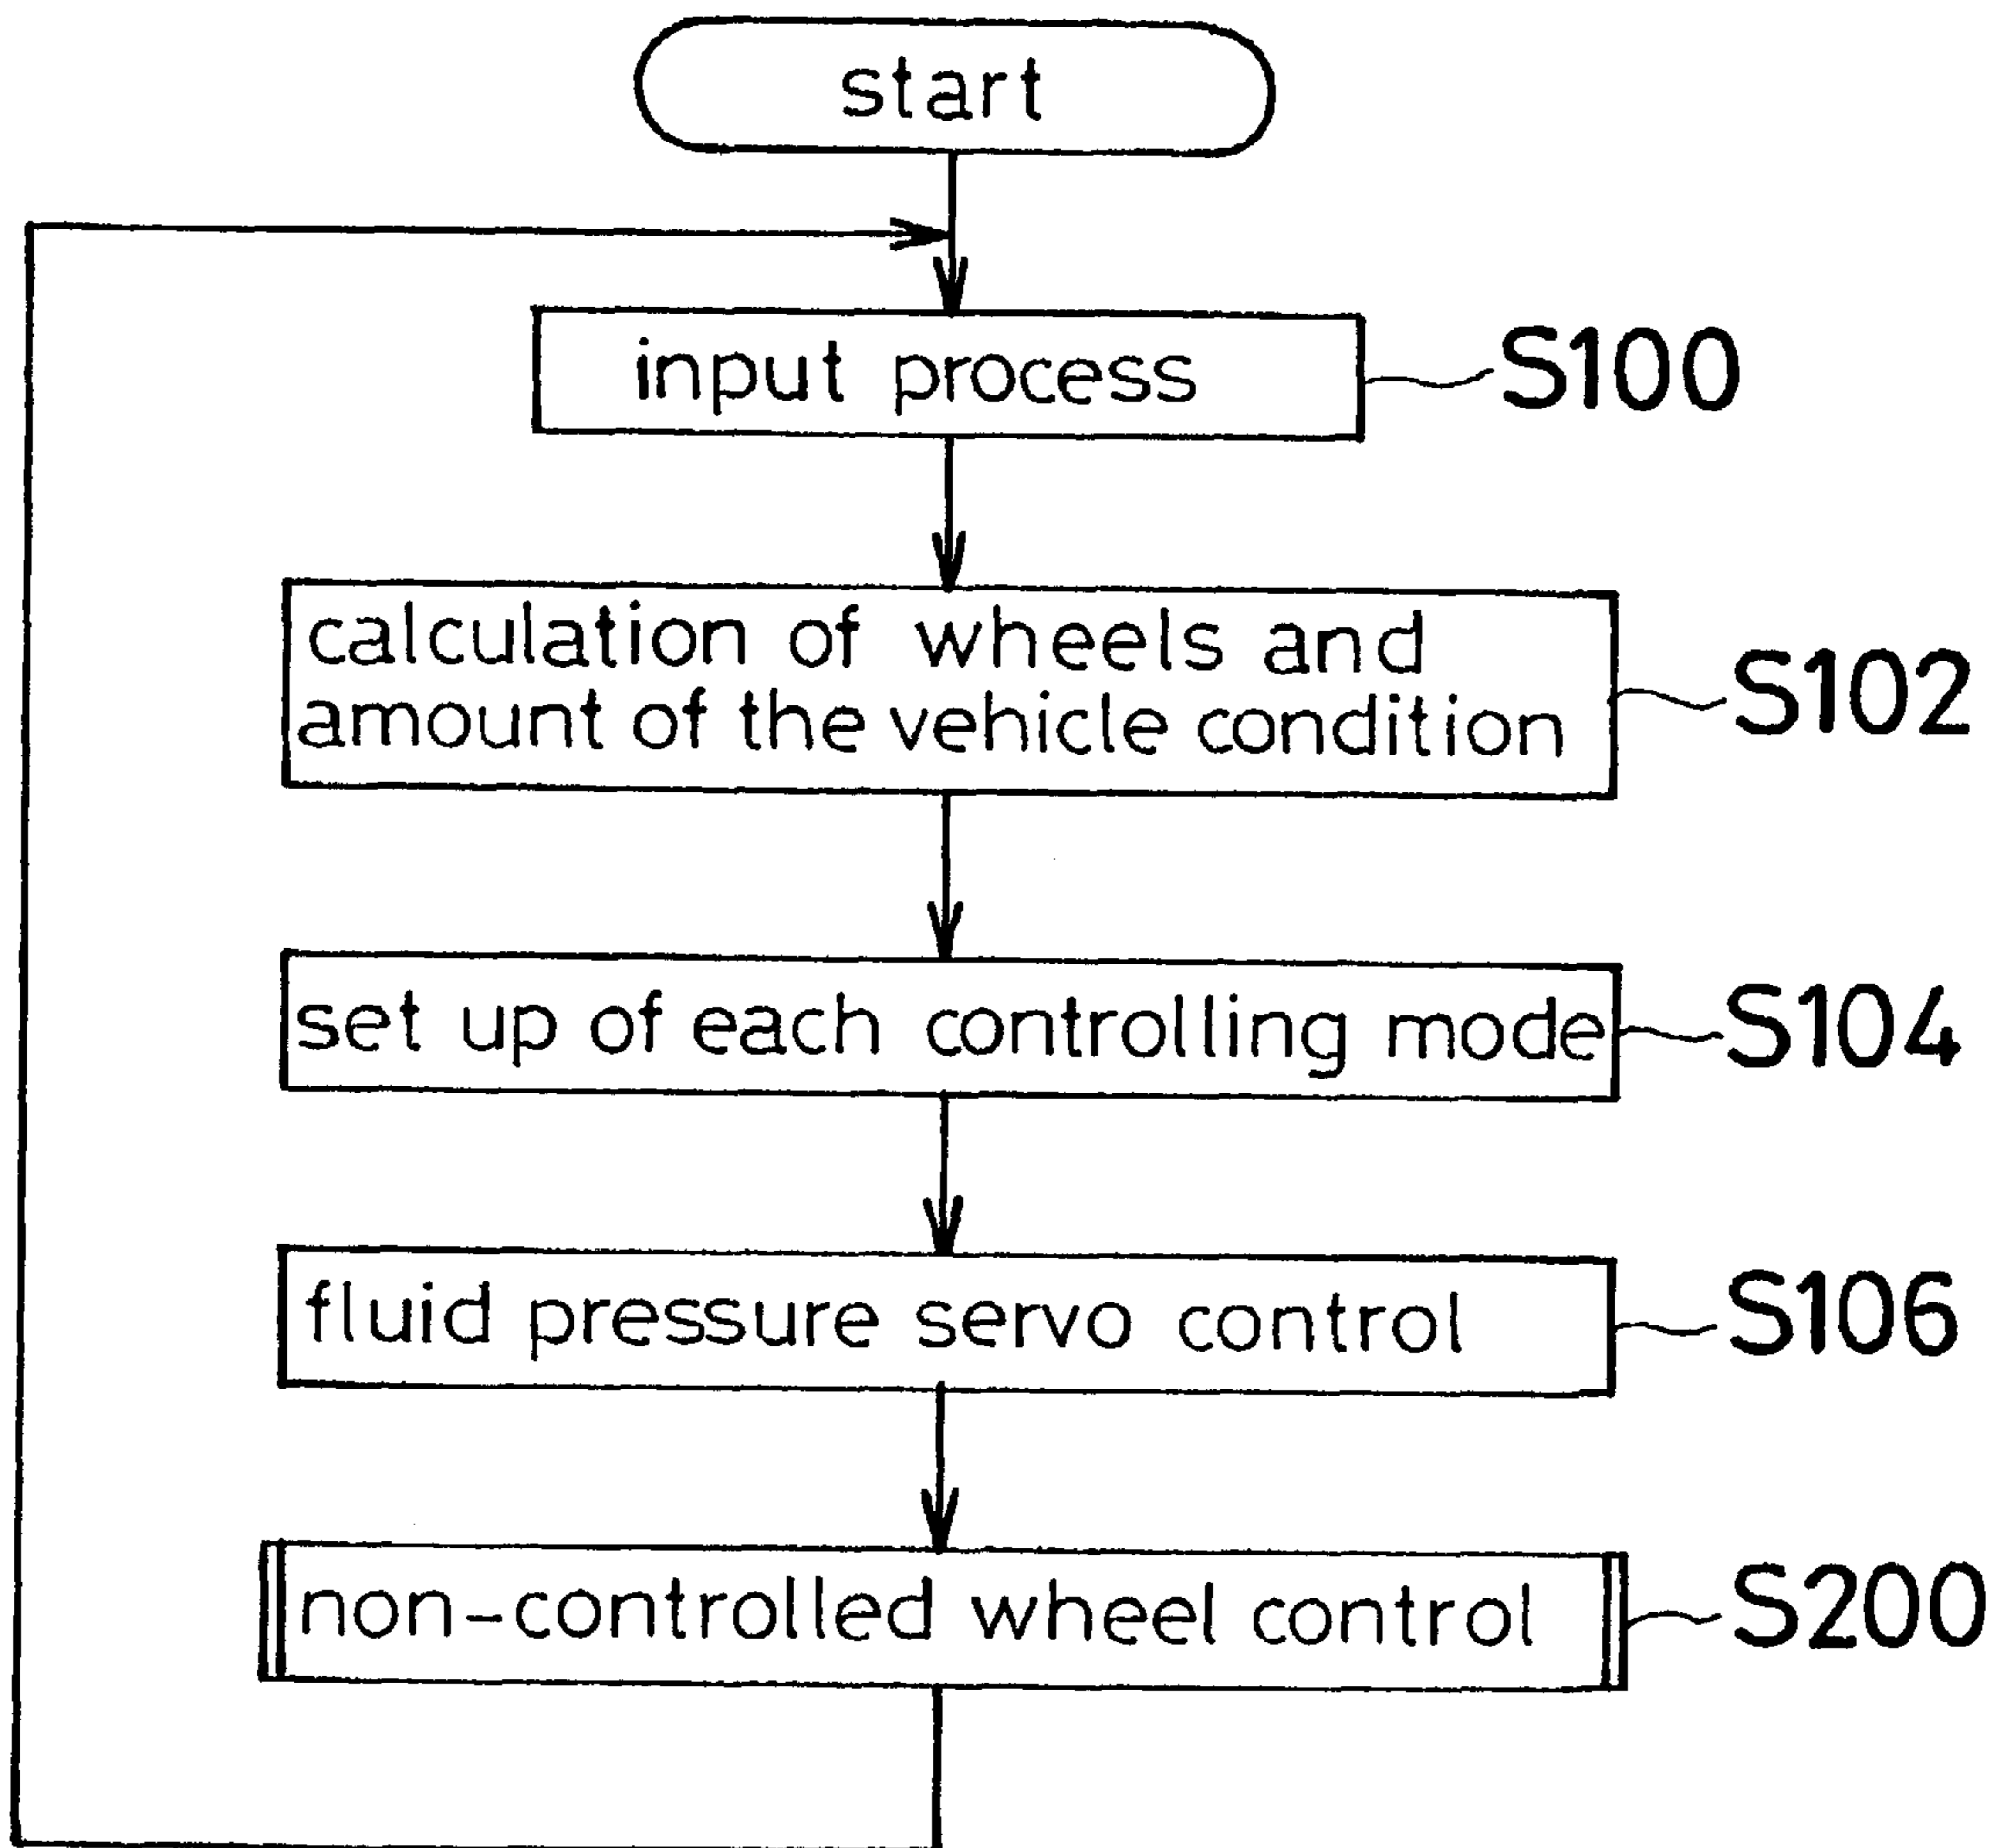 start
input process
S100
calculation of wheels and
amount of the vehicle condition
S102
set up of each controlling mode
S104
fluid pressure servo control
S106
non-controlled wheel control
S200